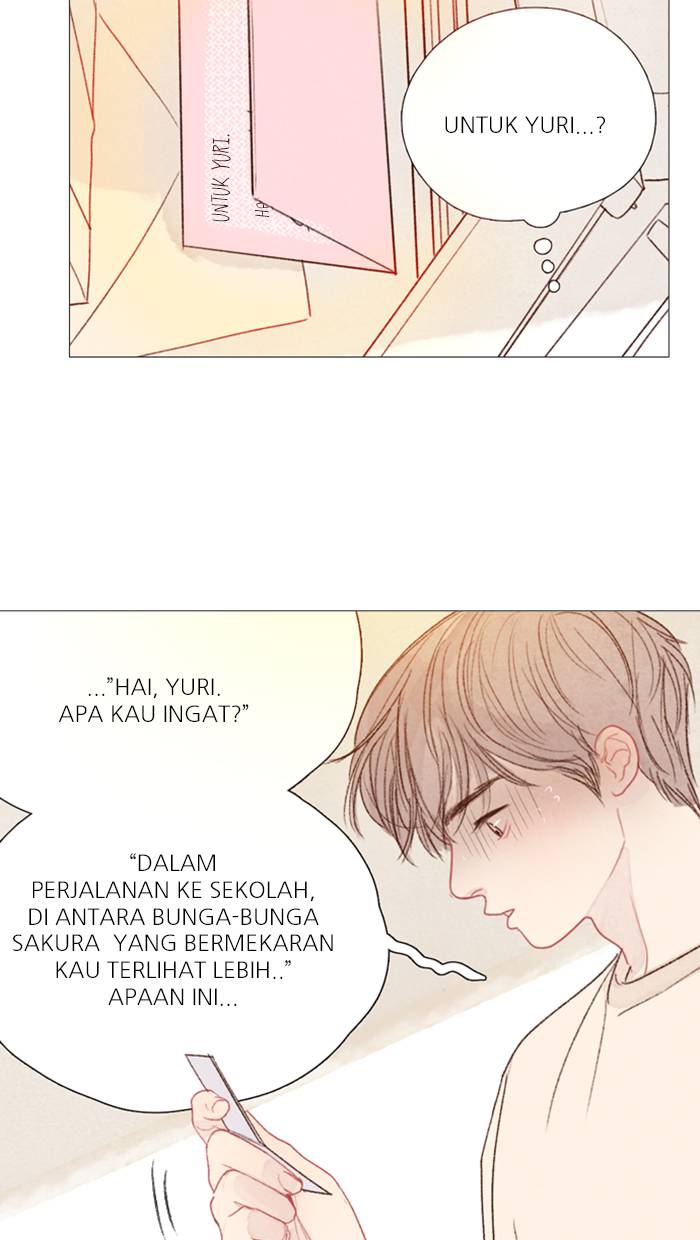 UNTUK YURI...?
UNTUK YURI.
HA
...”HAI, YURI.
APA KAU INGAT?”
“DALAM
PERJALANAN KE SEKOLAH,
DI ANTARA BUNGA-BUNGA
SAKURA YANG BERMEKARAN
KAU TERLIHAT LEBIH..”
APAAN INI...